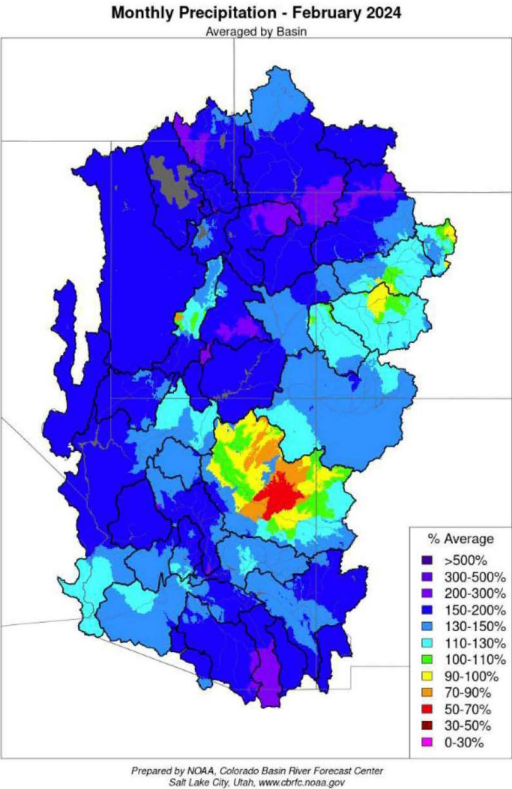 Monthly Precipitation - February 2024
Averaged by Basin
% Average
>500%
300-500%
200-300%
150-200%
130-150%
110-130%
100-110%
90-100%
70-90%
50-70%
30-50%
0-30%
Prepared by NOAA, Colorado Basin River Forecast Center
Salt Lake City, Utah, www.cbrfc.noaa.gov